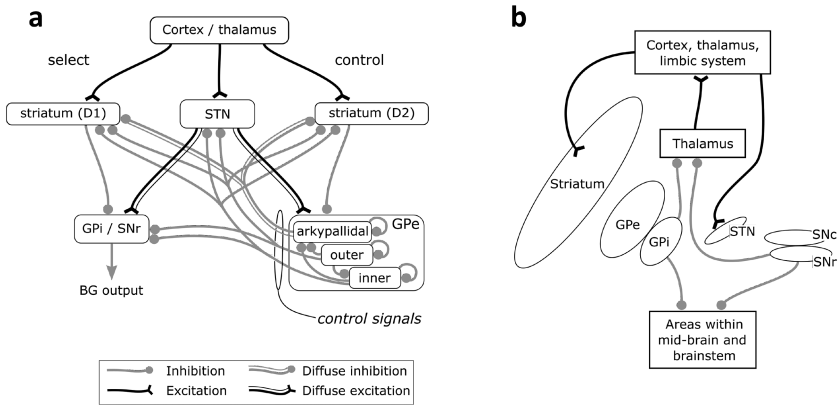 a
Cortex / thalamus
select
control
striatum (D1)
STN
striatum (D2)
GPi / SNr
GPe
arkypallidal
outer
inner
BG output
control signals
Inhibition
Diffuse inhibition
Excitation
Diffuse excitation
b
Cortex, thalamus,
limbic system
Thalamus
Striatum
GPe
GPi
STN
SNc
SNr
Areas within
mid-brain and
brainstem